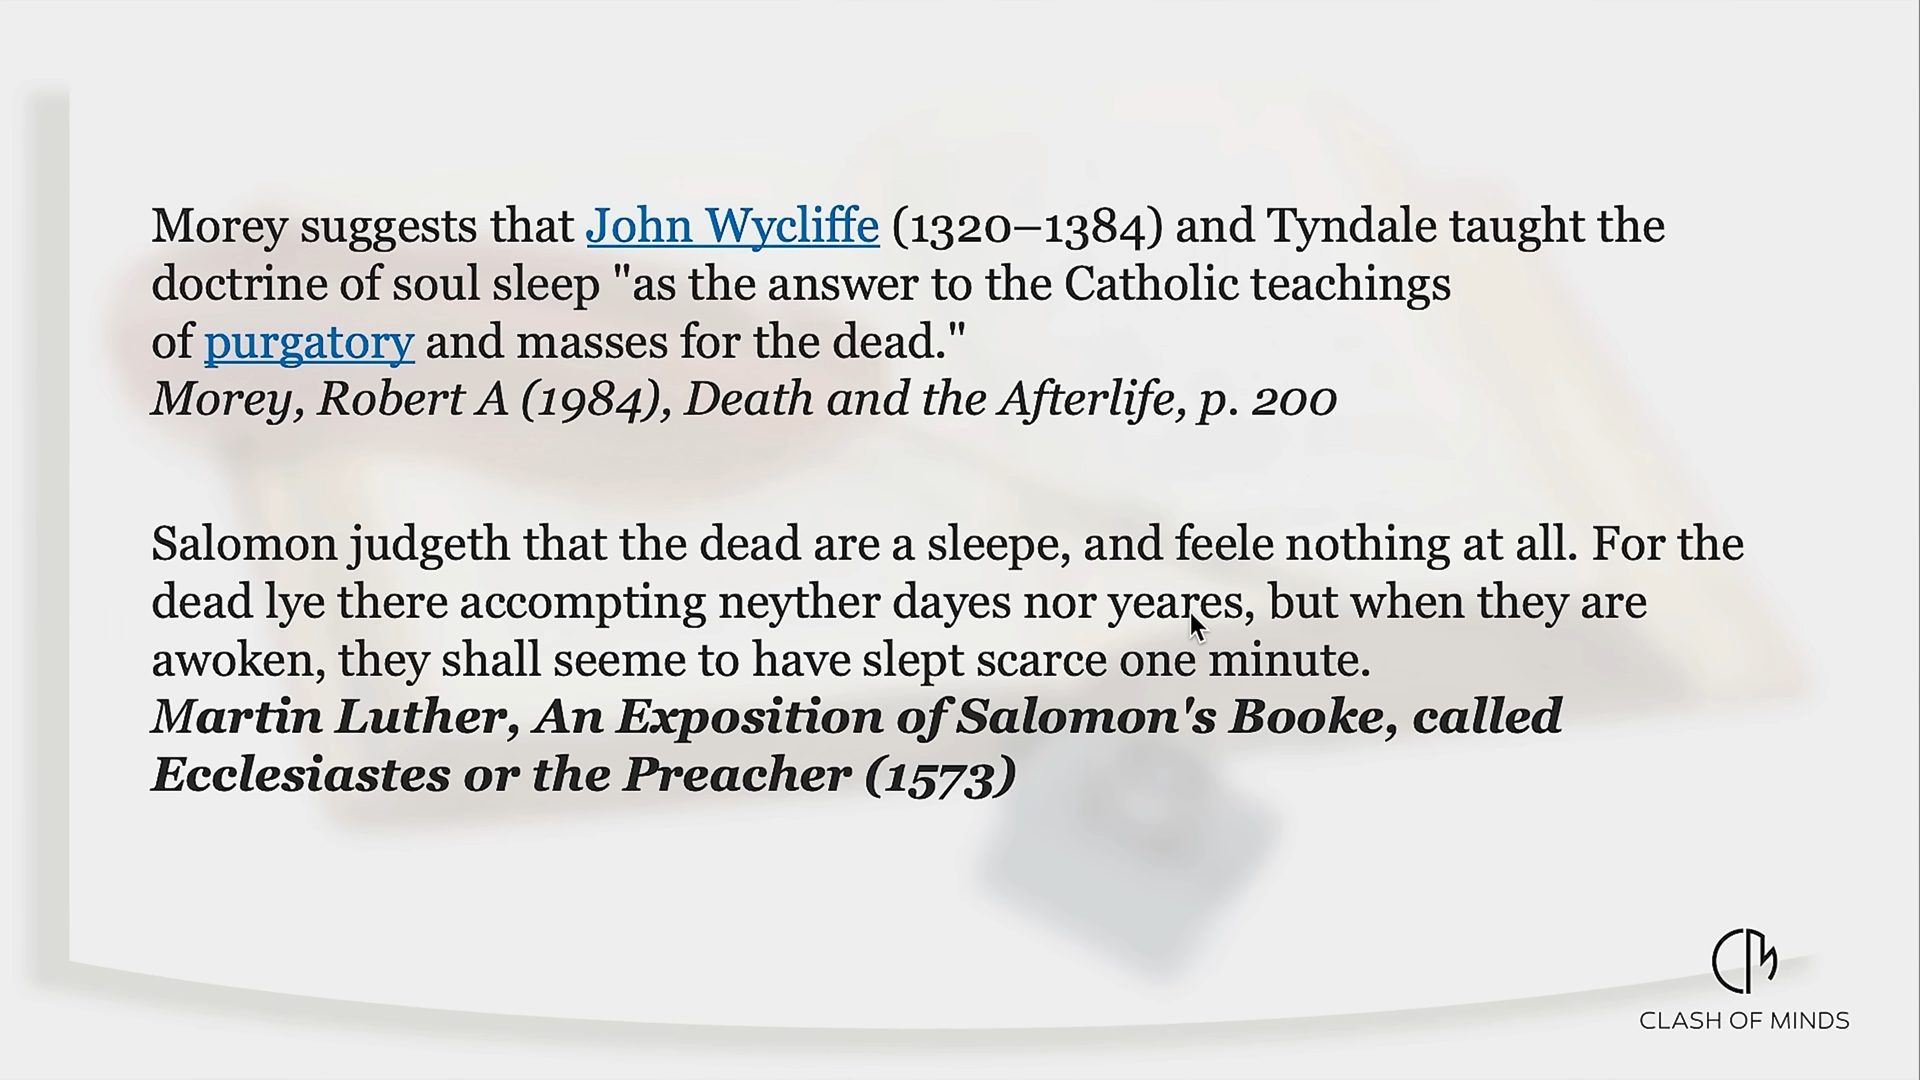 Morey suggests that John Wycliffe (1320–1384) and Tyndale taught the
doctrine of soul sleep "as the answer to the Catholic teachings
of purgatory and masses for the dead."
Morey, Robert A (1984), Death and the Afterlife, p. 200
Salomon judgeth that the dead are a sleepe, and feele nothing at all. For the
dead lye there accompting neyther dayes nor yeares, but when they are
awoken, they shall seeme to have slept scarce one minute.
Martin Luther, An Exposition of Salomon's Booke, called
Ecclesiastes or the Preacher (1573)
CLASH OF MINDS